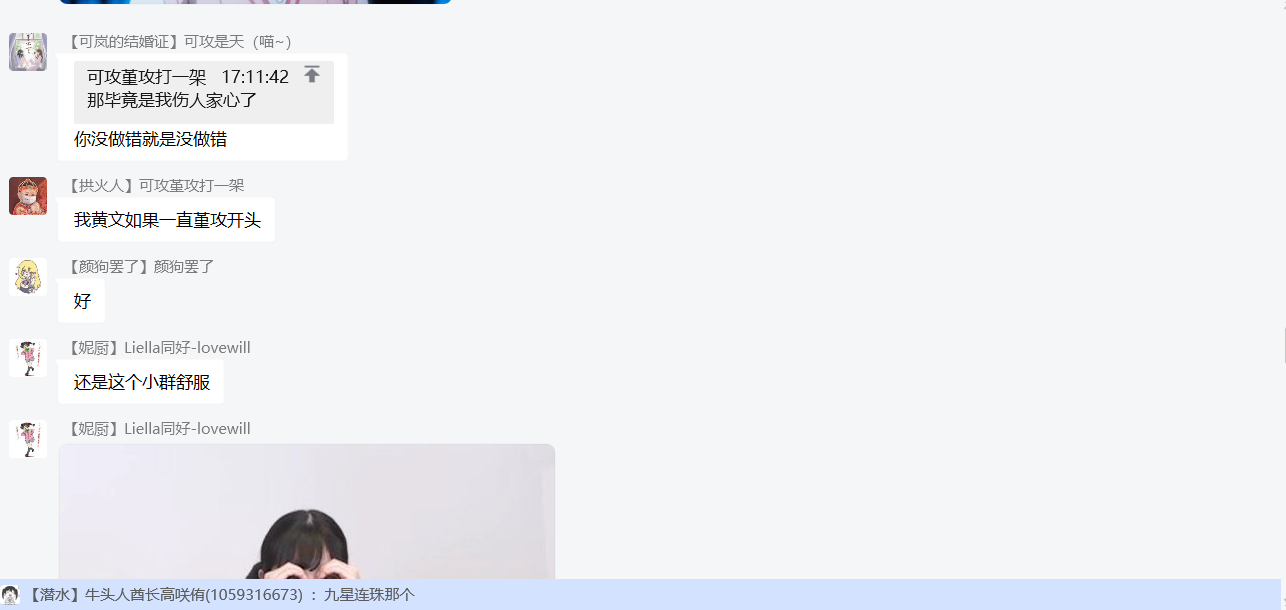 【可岚的结婚证】可攻是天（喵~）
可攻堇攻打一架 17:11:42
那毕竟是我伤人家心了
你没做错就是没做错
【拱火人】可攻堇攻打一架
我黄文如果一直堇攻开头
【颜狗罢了】颜狗罢了
好
【妮厨】Liella同好-lovewill
还是这个小群舒服
【妮厨】Liella同好-lovewill
【潜水】牛头人酋长高咲侑(1059316673) ：九星连珠那个